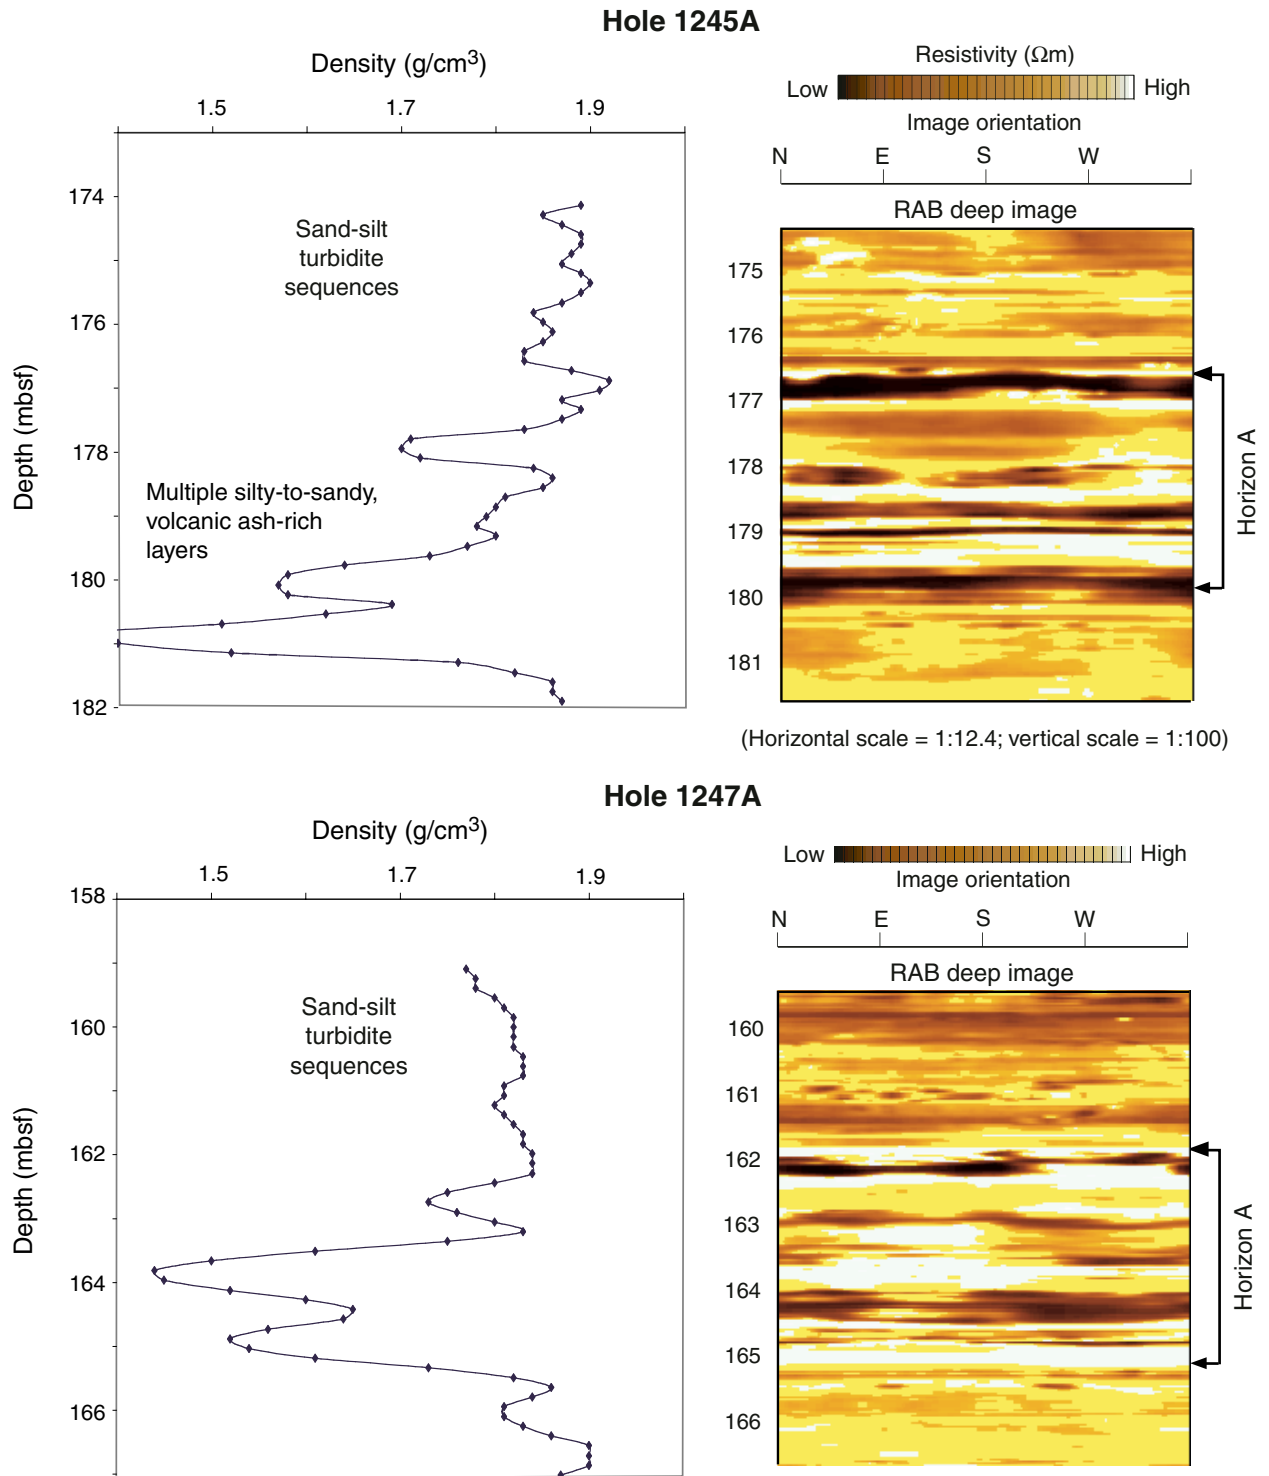 Hole 1245A
Density (g/cm3)
1.5 1.7 1.9
174
176
178
180
182
Depth (mbsf)
Sand-silt
turbidite
sequences
Multiple silty-to-sandy,
volcanic ash-rich
layers
Resistivity (Ωm)
Low High
Image orientation
N E S W
RAB deep image
175
176
177
178
179
180
181
Horizon A
(Horizontal scale = 1:12.4; vertical scale = 1:100)
Hole 1247A
Density (g/cm3)
1.5 1.7 1.9
158
160
162
164
166
Depth (mbsf)
Sand-silt
turbidite
sequences
Low High
Image orientation
N E S W
RAB deep image
160
161
162
163
164
165
166
Horizon A